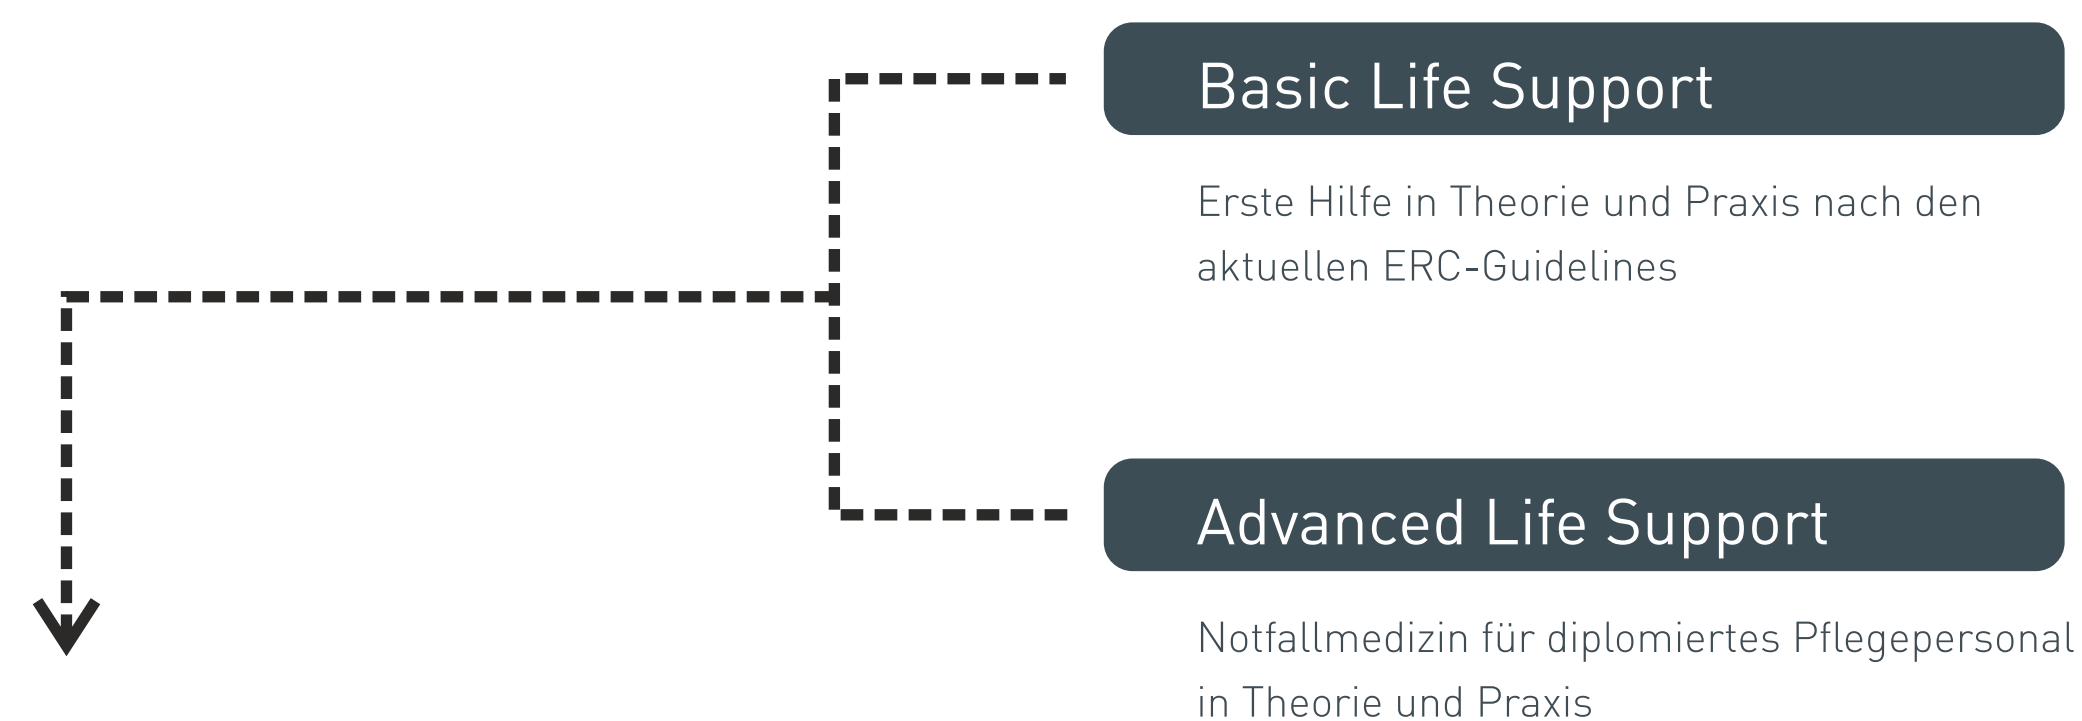 Basic Life Support
Erste Hilfe in Theorie und Praxis nach den
aktuellen ERC-Guidelines
Advanced Life Support
Notfallmedizin für diplomiertes Pflegepersonal
in Theorie und Praxis